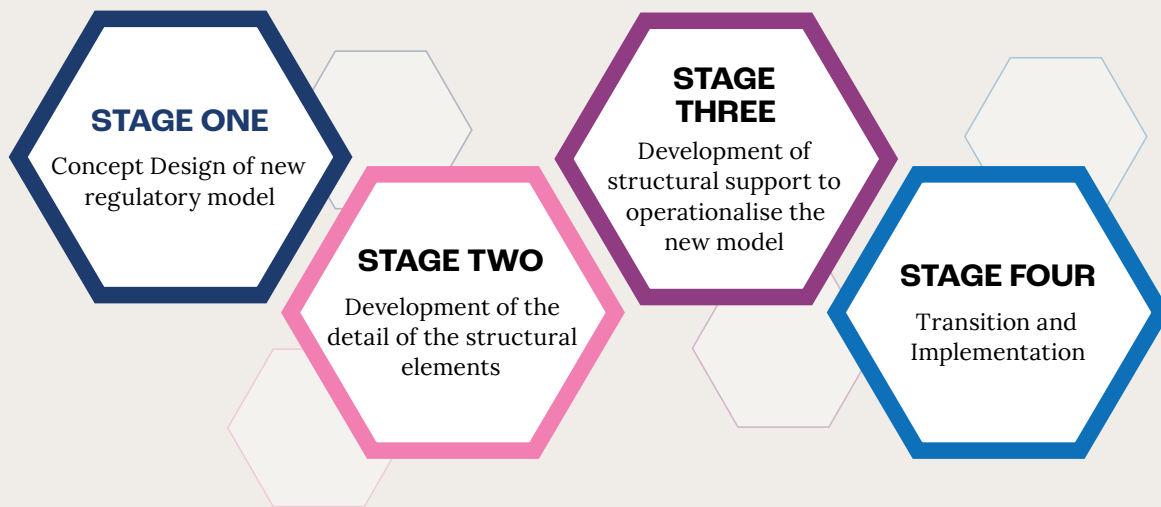 STAGE ONE
Concept Design of new
regulatory model
STAGE TWO
Development of the
detail of the structural
elements
STAGE
THREE
Development of
structural support to
operationalise the
new model
STAGE FOUR
Transition and
Implementation